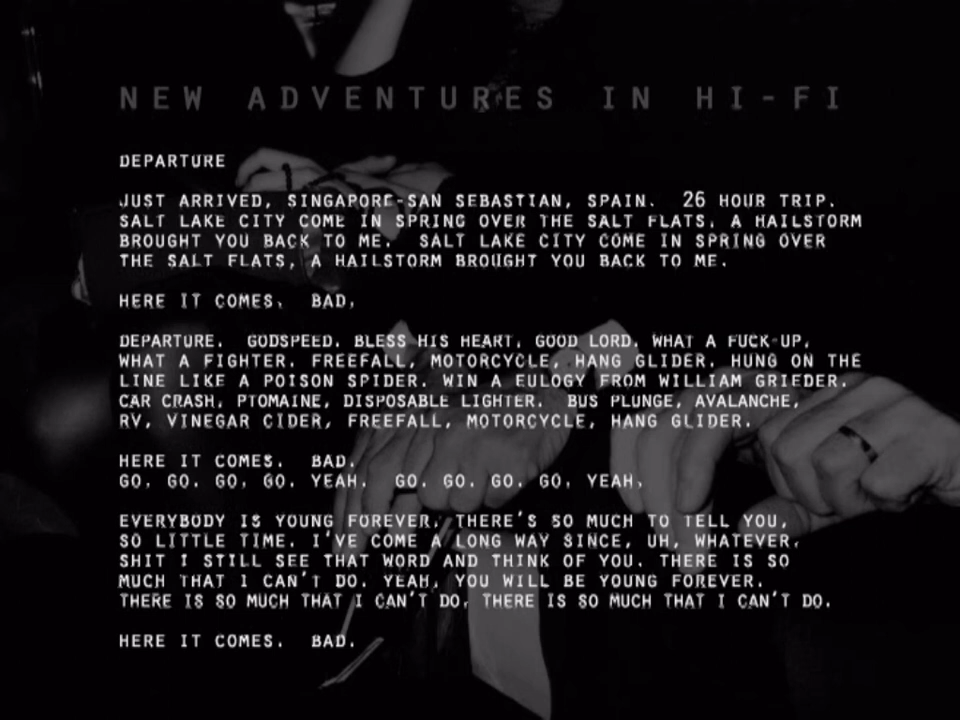 NEW ADVENTURES IN HI-FI
DEPARTURE
JUST ARRIVED, SINGAPORE-SAN SEBASTIAN, SPAIN. 26 HOUR TRIP.
SALT LAKE CITY COME IN SPRING OVER THE SALT FLATS, A HAILSTORM
BROUGHT YOU BACK TO ME. SALT LAKE CITY COME IN SPRING OVER
THE SALT FLATS, A HAILSTORM BROUGHT YOU BACK TO ME.
HERE IT COMES. BAD,
DEPARTURE. GODSPEED. BLESS HIS HEART, GOOD LORD, WHAT A FUCK-UP,
WHAT A FIGHTER. FREEFALL, MOTORCYCLE, HANG GLIDER. HUNG ON THE
LINE LIKE A POISON SPIDER. WIN A EULOGY FROM WILLIAM GRIEDER.
CAR CRASH, PTOMAINE, DISPOSABLE LIGHTER. BUS PLUNGE, AVALANCHE,
RV, VINEGAR CIDER, FREEFALL, MOTORCYCLE, HANG GLIDER.
HERE IT COMES. BAD.
GO, GO, GO, GO, YEAH. GO, GO, GO, GO, YEAH,
EVERYBODY IS YOUNG FOREVER, THERE'S SO MUCH TO TELL YOU,
SO LITTLE TIME. I'VE COME A LONG WAY SINCE, UH, WHATEVER.
SHIT I STILL SEE THAT WORD AND THINK OF YOU. THERE IS SO
MUCH THAT I CAN'T DO. YEAH, YOU WILL BE YOUNG FOREVER.
THERE IS SO MUCH THAT I CAN'T DO, THERE IS SO MUCH THAT I CAN'T DO.
HERE IT COMES. BAD.